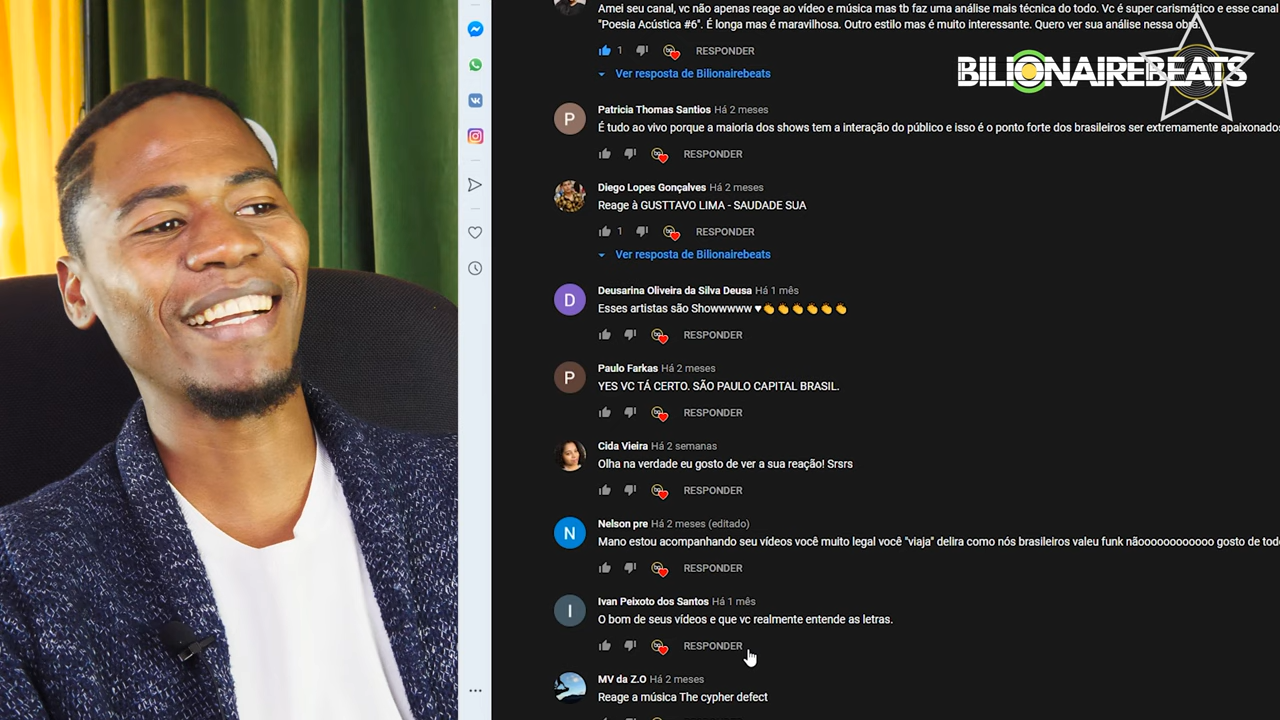 Amei seu canal, vc não apenas reage ao vídeo e música mas tb faz uma análise mais técnica do todo. Vc é super carismático e esse canal
"Poesia Acústica #6". É longa mas é maravilhosa. Outro estilo mas é muito interessante. Quero ver sua análise nessa obra.
1 RESPONDER
Ver resposta de Bilionairebeats
BILIONAIREBEATS
P
Patricia Thomas Santios Há 2 meses
É tudo ao vivo porque a maioria dos shows tem a interação do público e isso é o ponto forte dos brasileiros ser extremamente apaixonados
RESPONDER
Diego Lopes Gonçalves Há 2 meses
Reage à GUSTTAVO LIMA - SAUDADE SUA
1 RESPONDER
Ver resposta de Bilionairebeats
D
Deusarina Oliveira da Silva Deusa Há 1 mês
Esses artistas são Showwwww ♥👏👏👏👏👏👏
RESPONDER
P
Paulo Farkas Há 2 meses
YES VC TÁ CERTO. SÃO PAULO CAPITAL BRASIL.
RESPONDER
Cida Vieira Há 2 semanas
Olha na verdade eu gosto de ver a sua reação! Srsrs
RESPONDER
N
Nelson pre Há 2 meses (editado)
Mano estou acompanhando seu vídeos você muito legal você "viaja" delira como nós brasileiros valeu funk nãoooooooooooo gosto de tod
RESPONDER
I
Ivan Peixoto dos Santos Há 1 mês
O bom de seus vídeos e que vc realmente entende as letras.
RESPONDER
MV da Z.O Há 2 meses
Reage a música The cypher defect